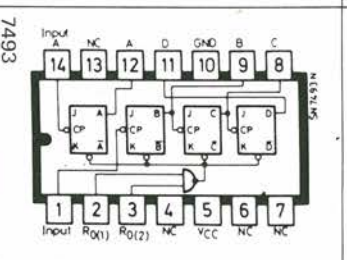 7493
Input
A NC A D GND B C
14 13 12 11 10 9 8
SN7493N
J A J B J C J D
CP CP CP CP
K A̅ K B̅ K C̅ K D̅
1 2 3 4 5 6 7
Input R0(1) R0(2) NC VCC NC NC